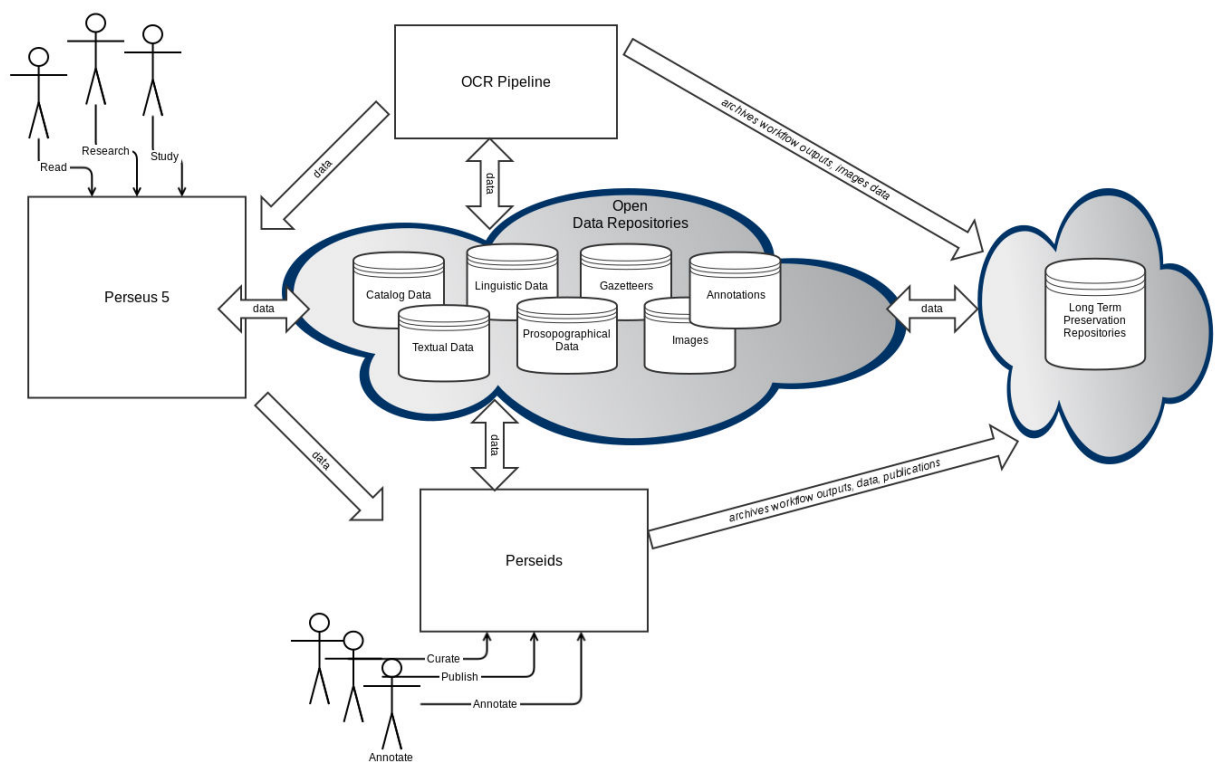 OCR Pipeline
archives workflow outputs, images data
Research
Study
Read
data
data
Open
Data Repositories
Perseus 5
data
Catalog Data
Linguistic Data
Gazetteers
Annotations
Textual Data
Prosopographical
Data
Images
data
Long Term
Preservation
Repositories
data
data
archives workflow outputs, data, publications
Perseids
Curate
Publish
Annotate
Annotate